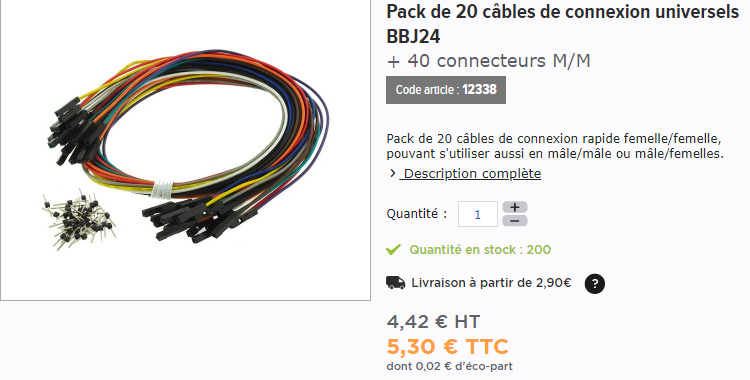 Pack de 20 câbles de connexion universels
BBJ24
+ 40 connecteurs M/M
Code article : 12338
Pack de 20 câbles de connexion rapide femelle/femelle,
pouvant s'utiliser aussi en mâle/mâle ou mâle/femelles.
> Description complète
Quantité : 1 + −
Quantité en stock : 200
Livraison à partir de 2,90€ ?
4,42 € HT
5,30 € TTC
dont 0,02 € d'éco-part